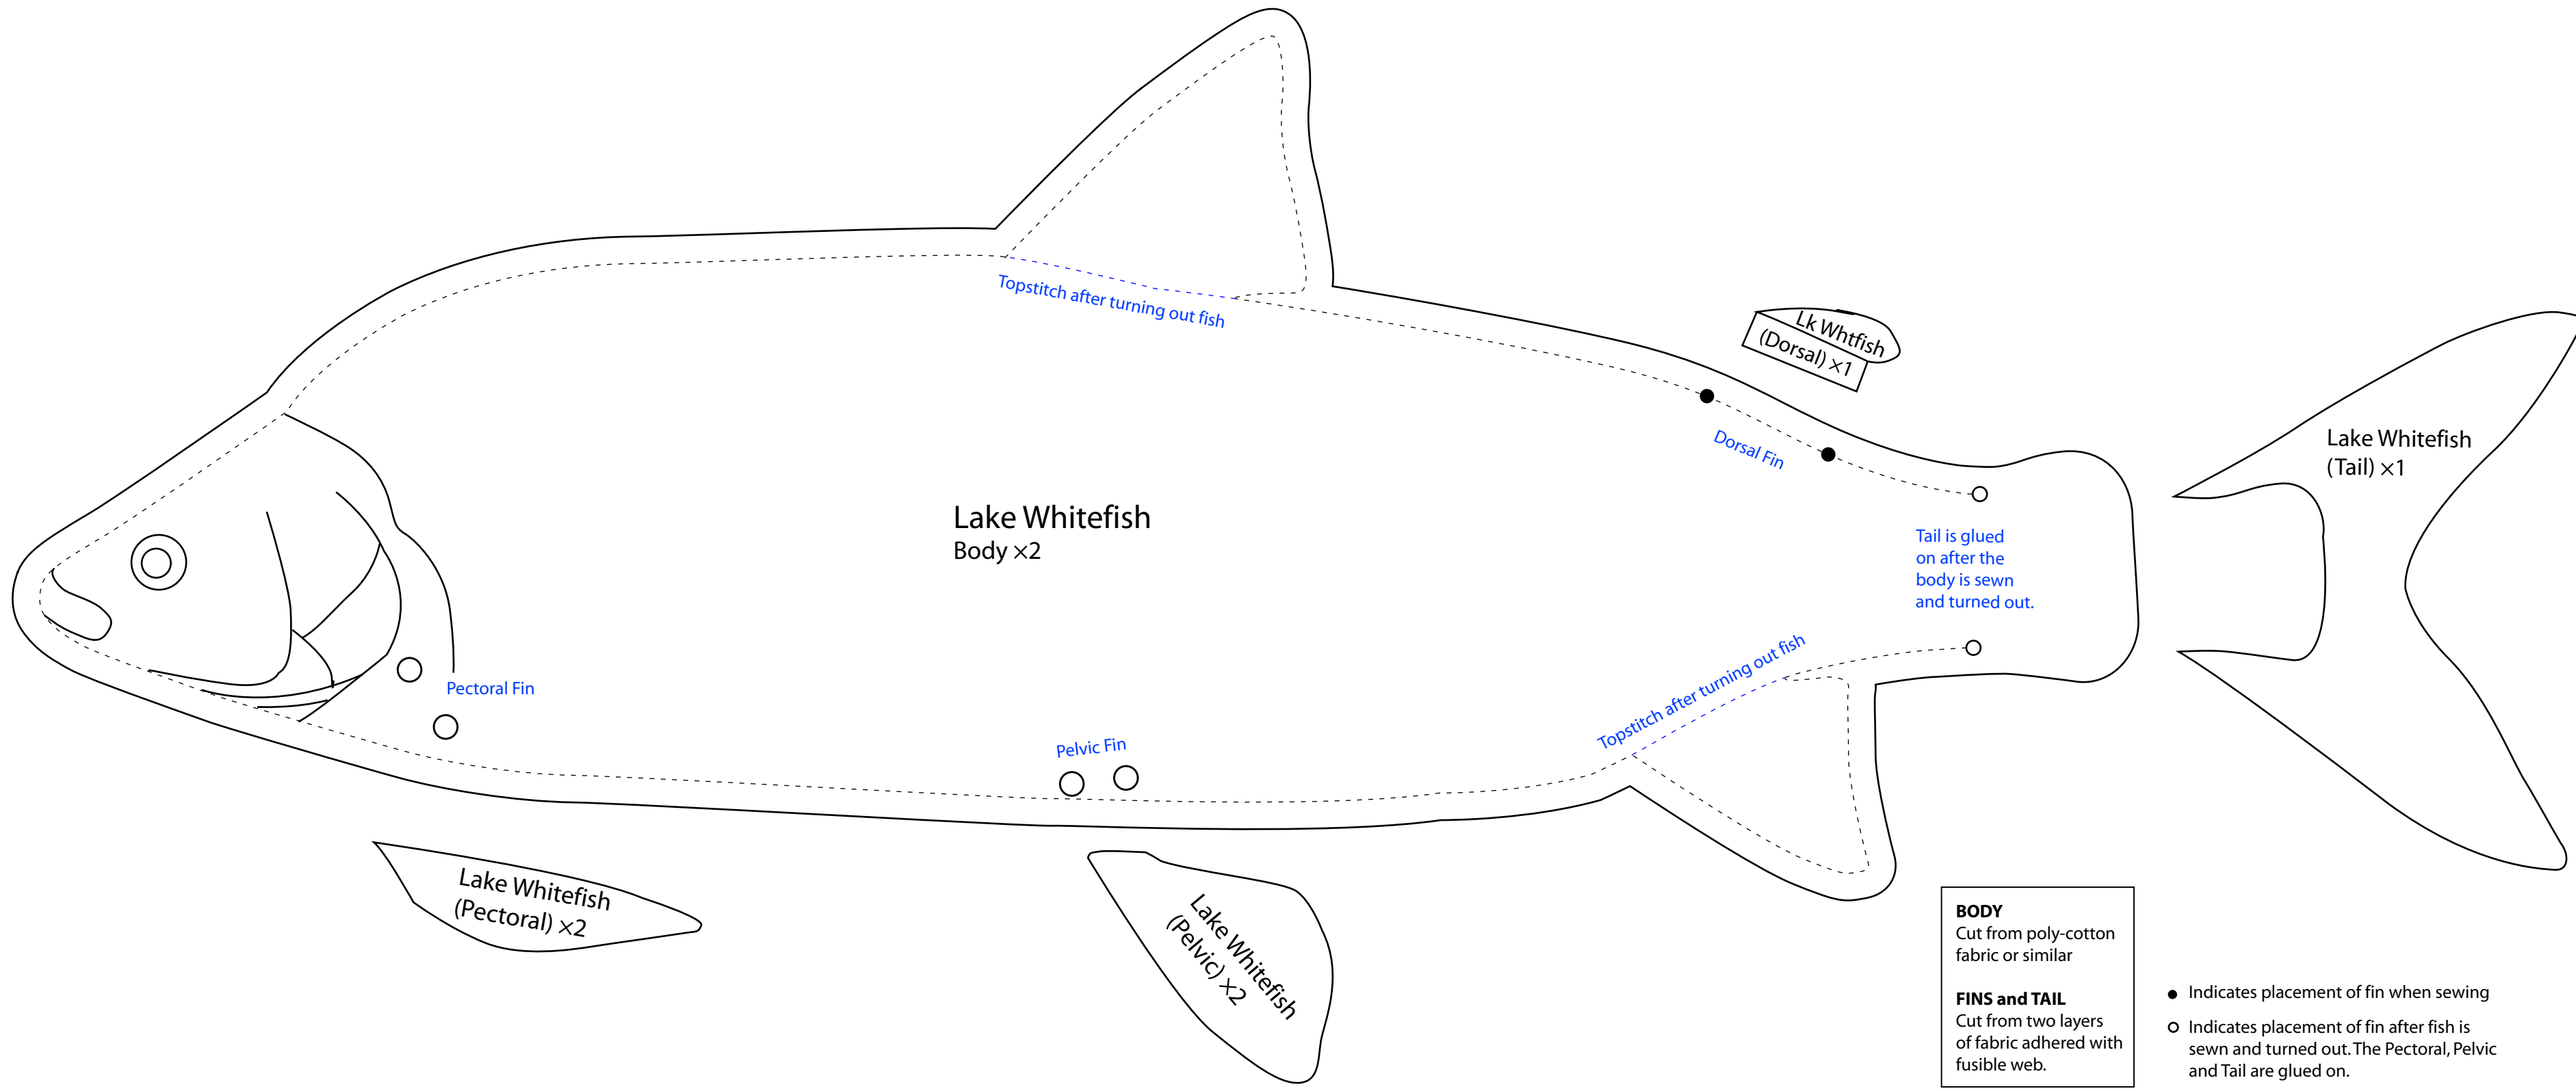 Topstitch after turning out fish
Lk Whtfish
(Dorsal) ×1
Dorsal Fin
Lake Whitefish
(Tail) ×1
Lake Whitefish
Body ×2
Tail is glued
on after the
body is sewn
and turned out.
Topstitch after turning out fish
Pectoral Fin
Pelvic Fin
Lake Whitefish
(Pectoral) ×2
Lake Whitefish
(Pelvic) ×2
BODY
Cut from poly-cotton
fabric or similar
FINS and TAIL
Cut from two layers
of fabric adhered with
fusible web.
Indicates placement of fin when sewing
Indicates placement of fin after fish is
sewn and turned out. The Pectoral, Pelvic
and Tail are glued on.